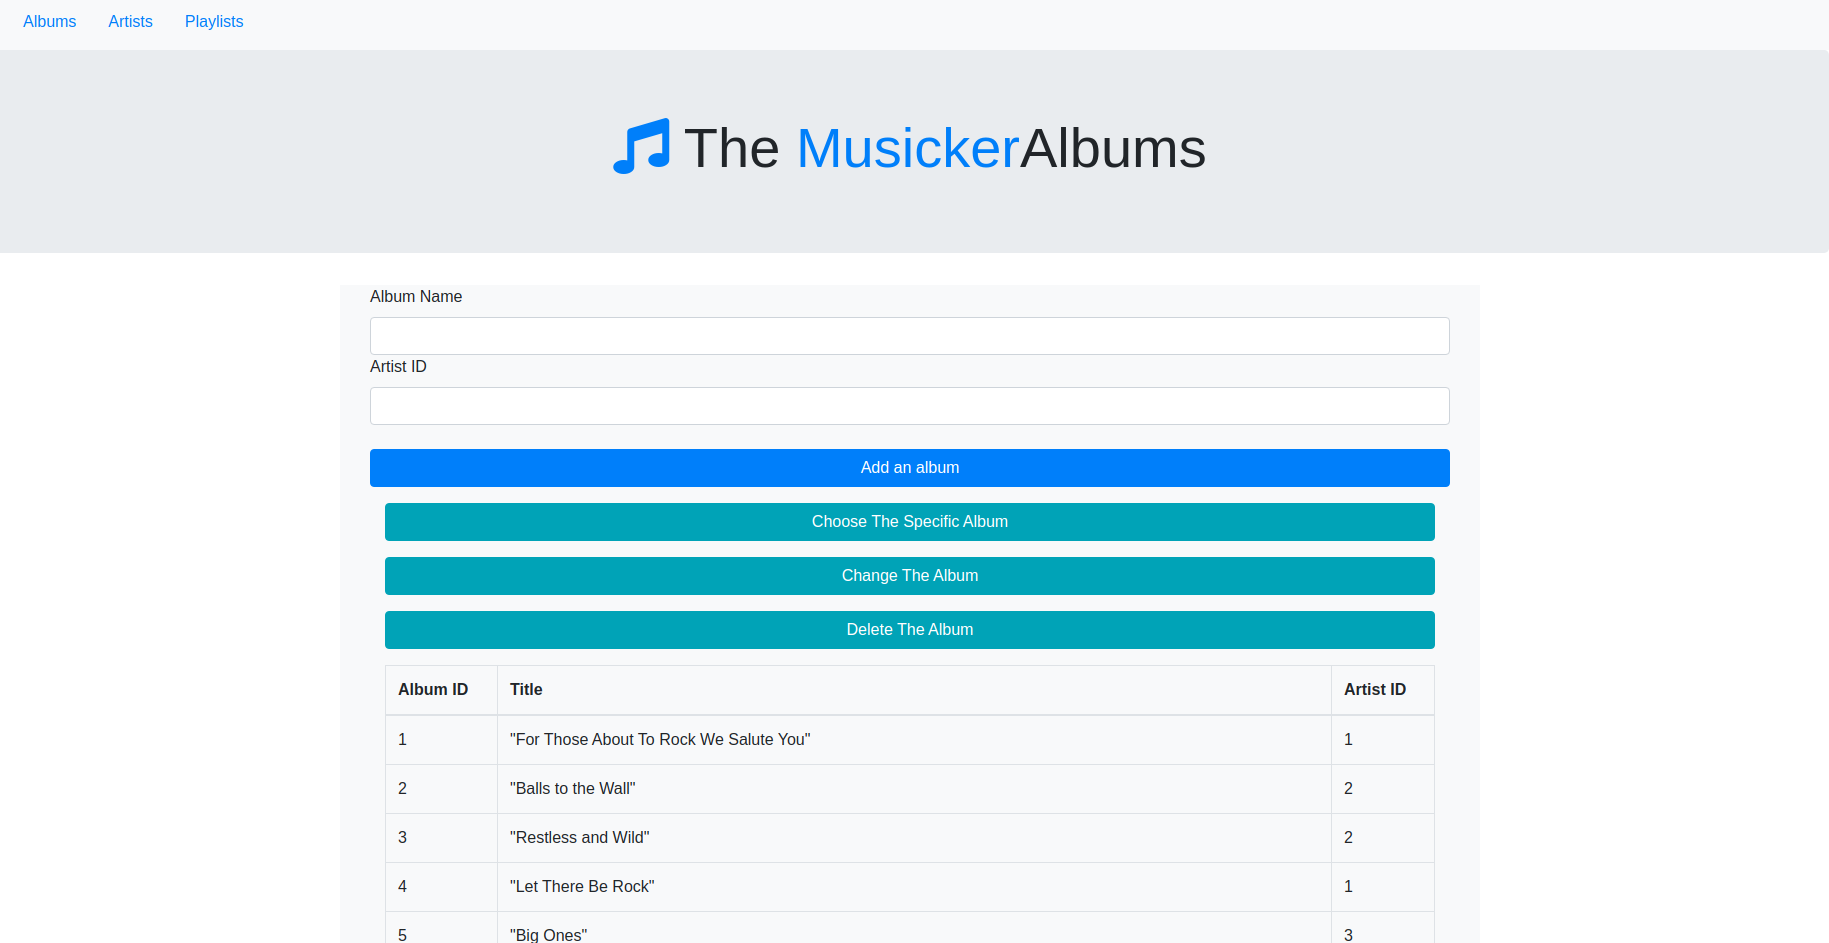 Albums Artists Playlists
The MusickerAlbums
Album Name
Artist ID
Add an album
Choose The Specific Album
Change The Album
Delete The Album
Album ID Title Artist ID
1 "For Those About To Rock We Salute You" 1
2 "Balls to the Wall" 2
3 "Restless and Wild" 2
4 "Let There Be Rock" 1
5 "Big Ones" 3